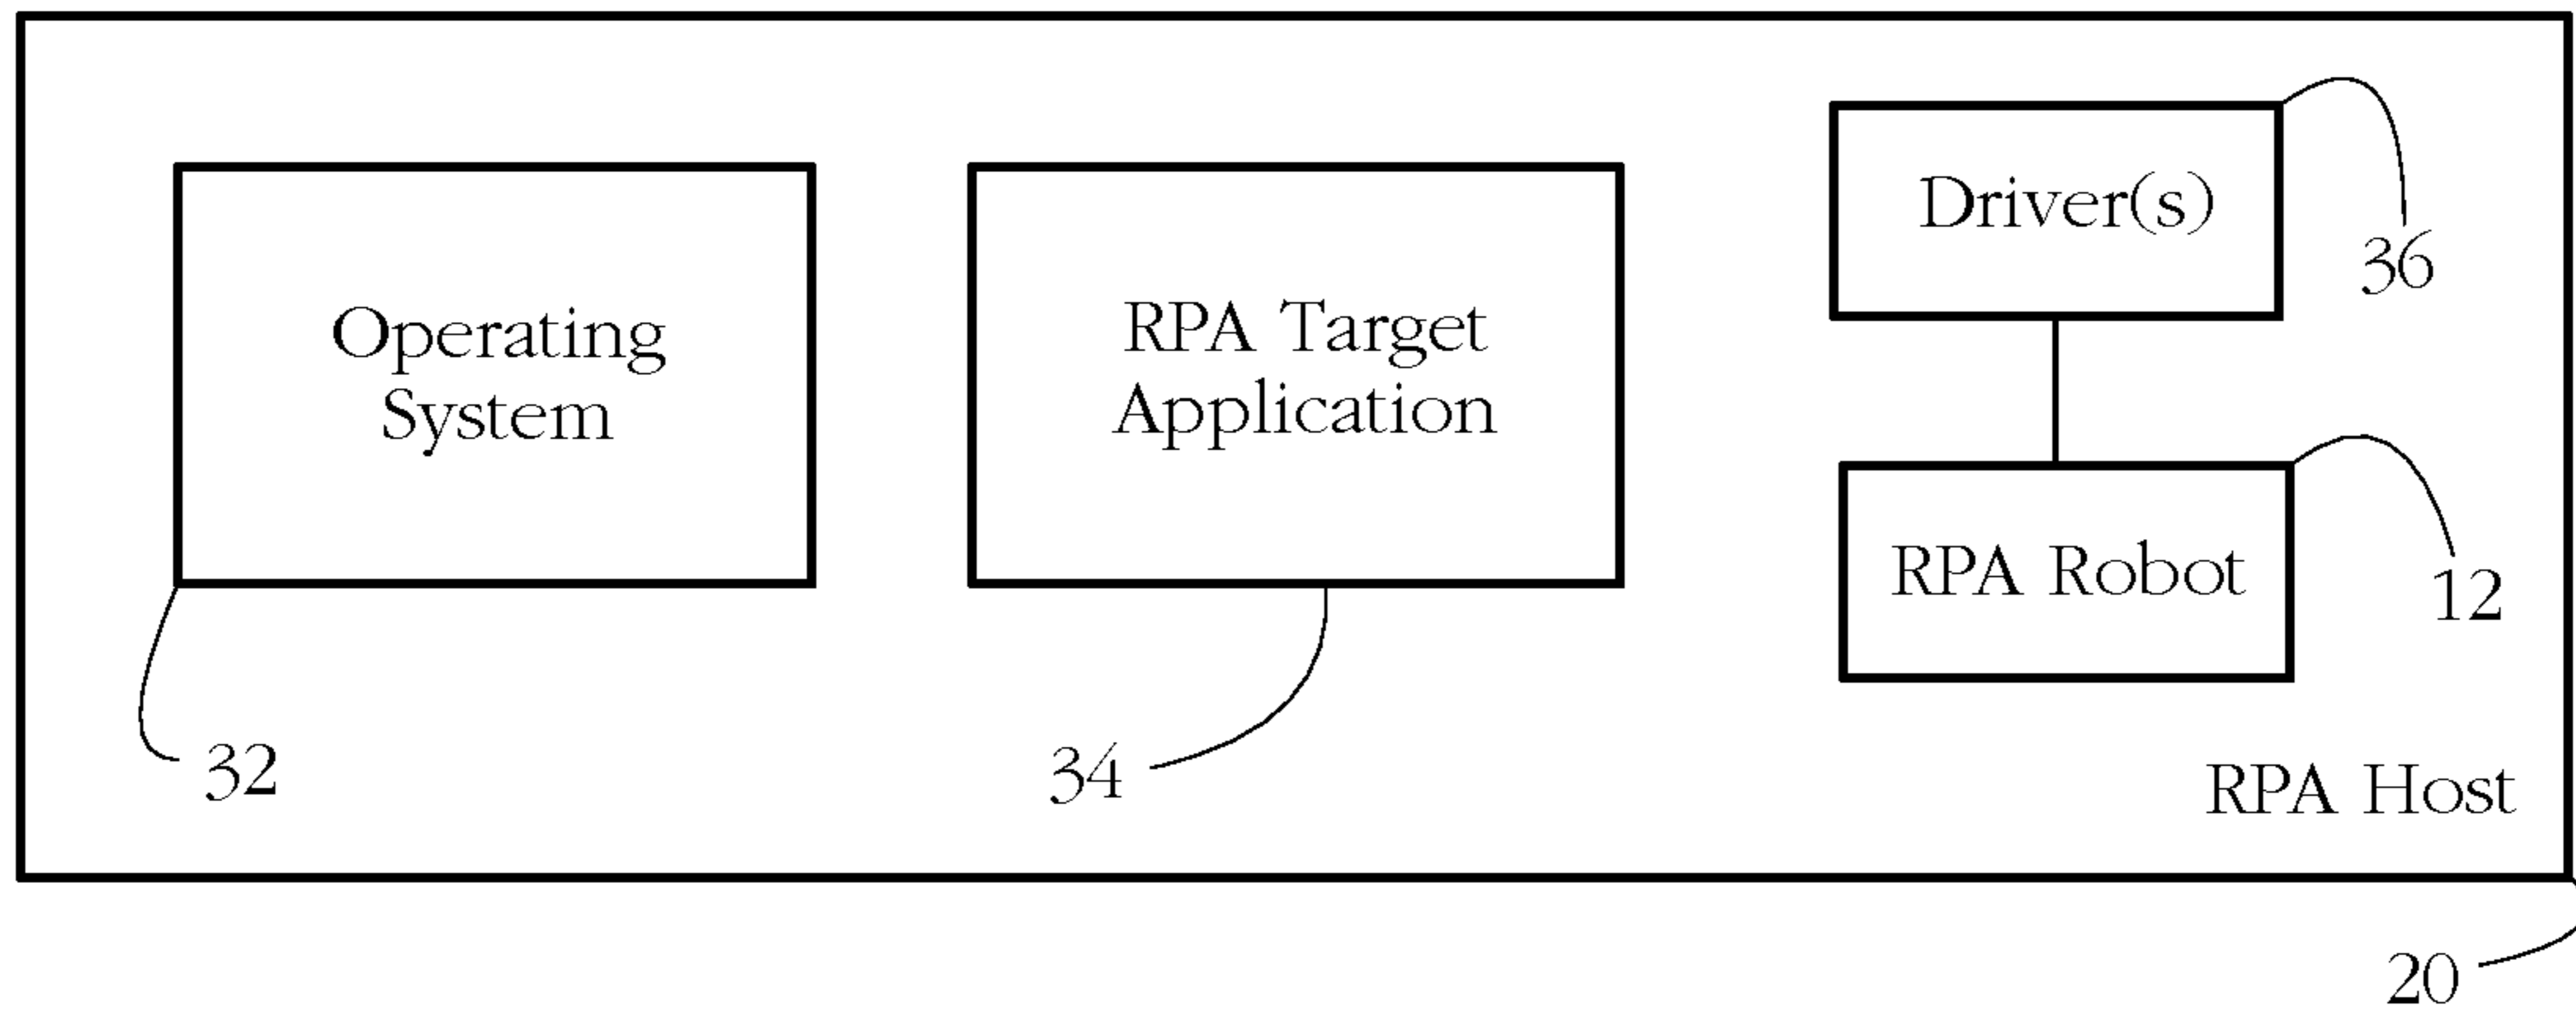 Driver(s)
36
Operating
System
RPA Target
Application
RPA Robot
12
32
34
RPA Host
20